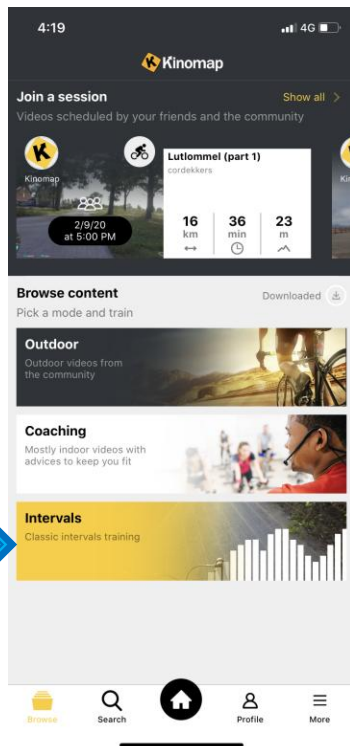 4:19
4G
Kinomap
Join a session
Show all >
Videos scheduled by your friends and the community
K
Kinomap
2/9/20
at 5:00 PM
Lutlommel (part 1)
cordekkers
16 36 23
km min m
Browse content
Downloaded
Pick a mode and train
Outdoor
Outdoor videos from
the community
Coaching
Mostly indoor videos with
advices to keep you fit
Intervals
Classic intervals training
Browse Search Profile More